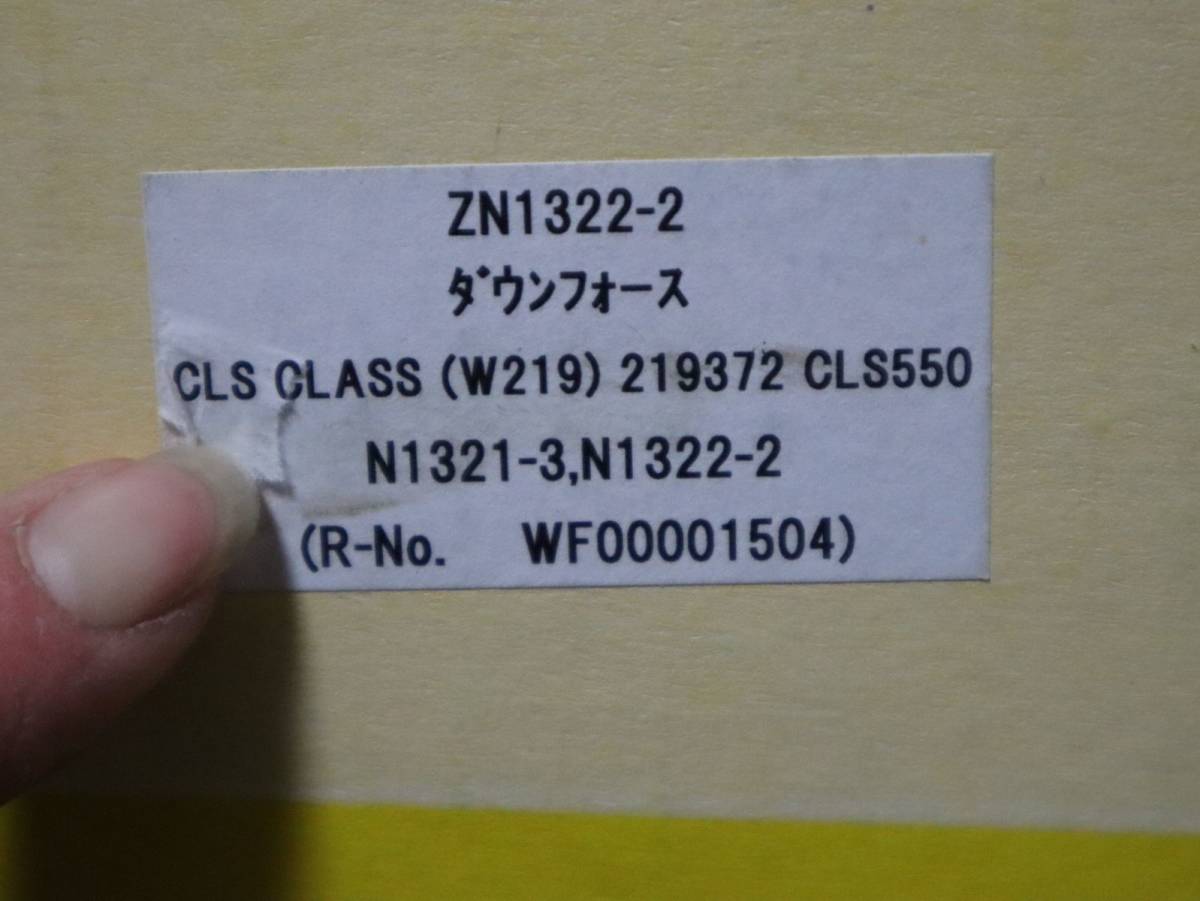 ZN1322-2
ﾀﾞｳﾝﾌｫｰｽ
CLS CLASS (W219) 219372 CLS550
N1321-3,N1322-2
(R-No. WF00001504)